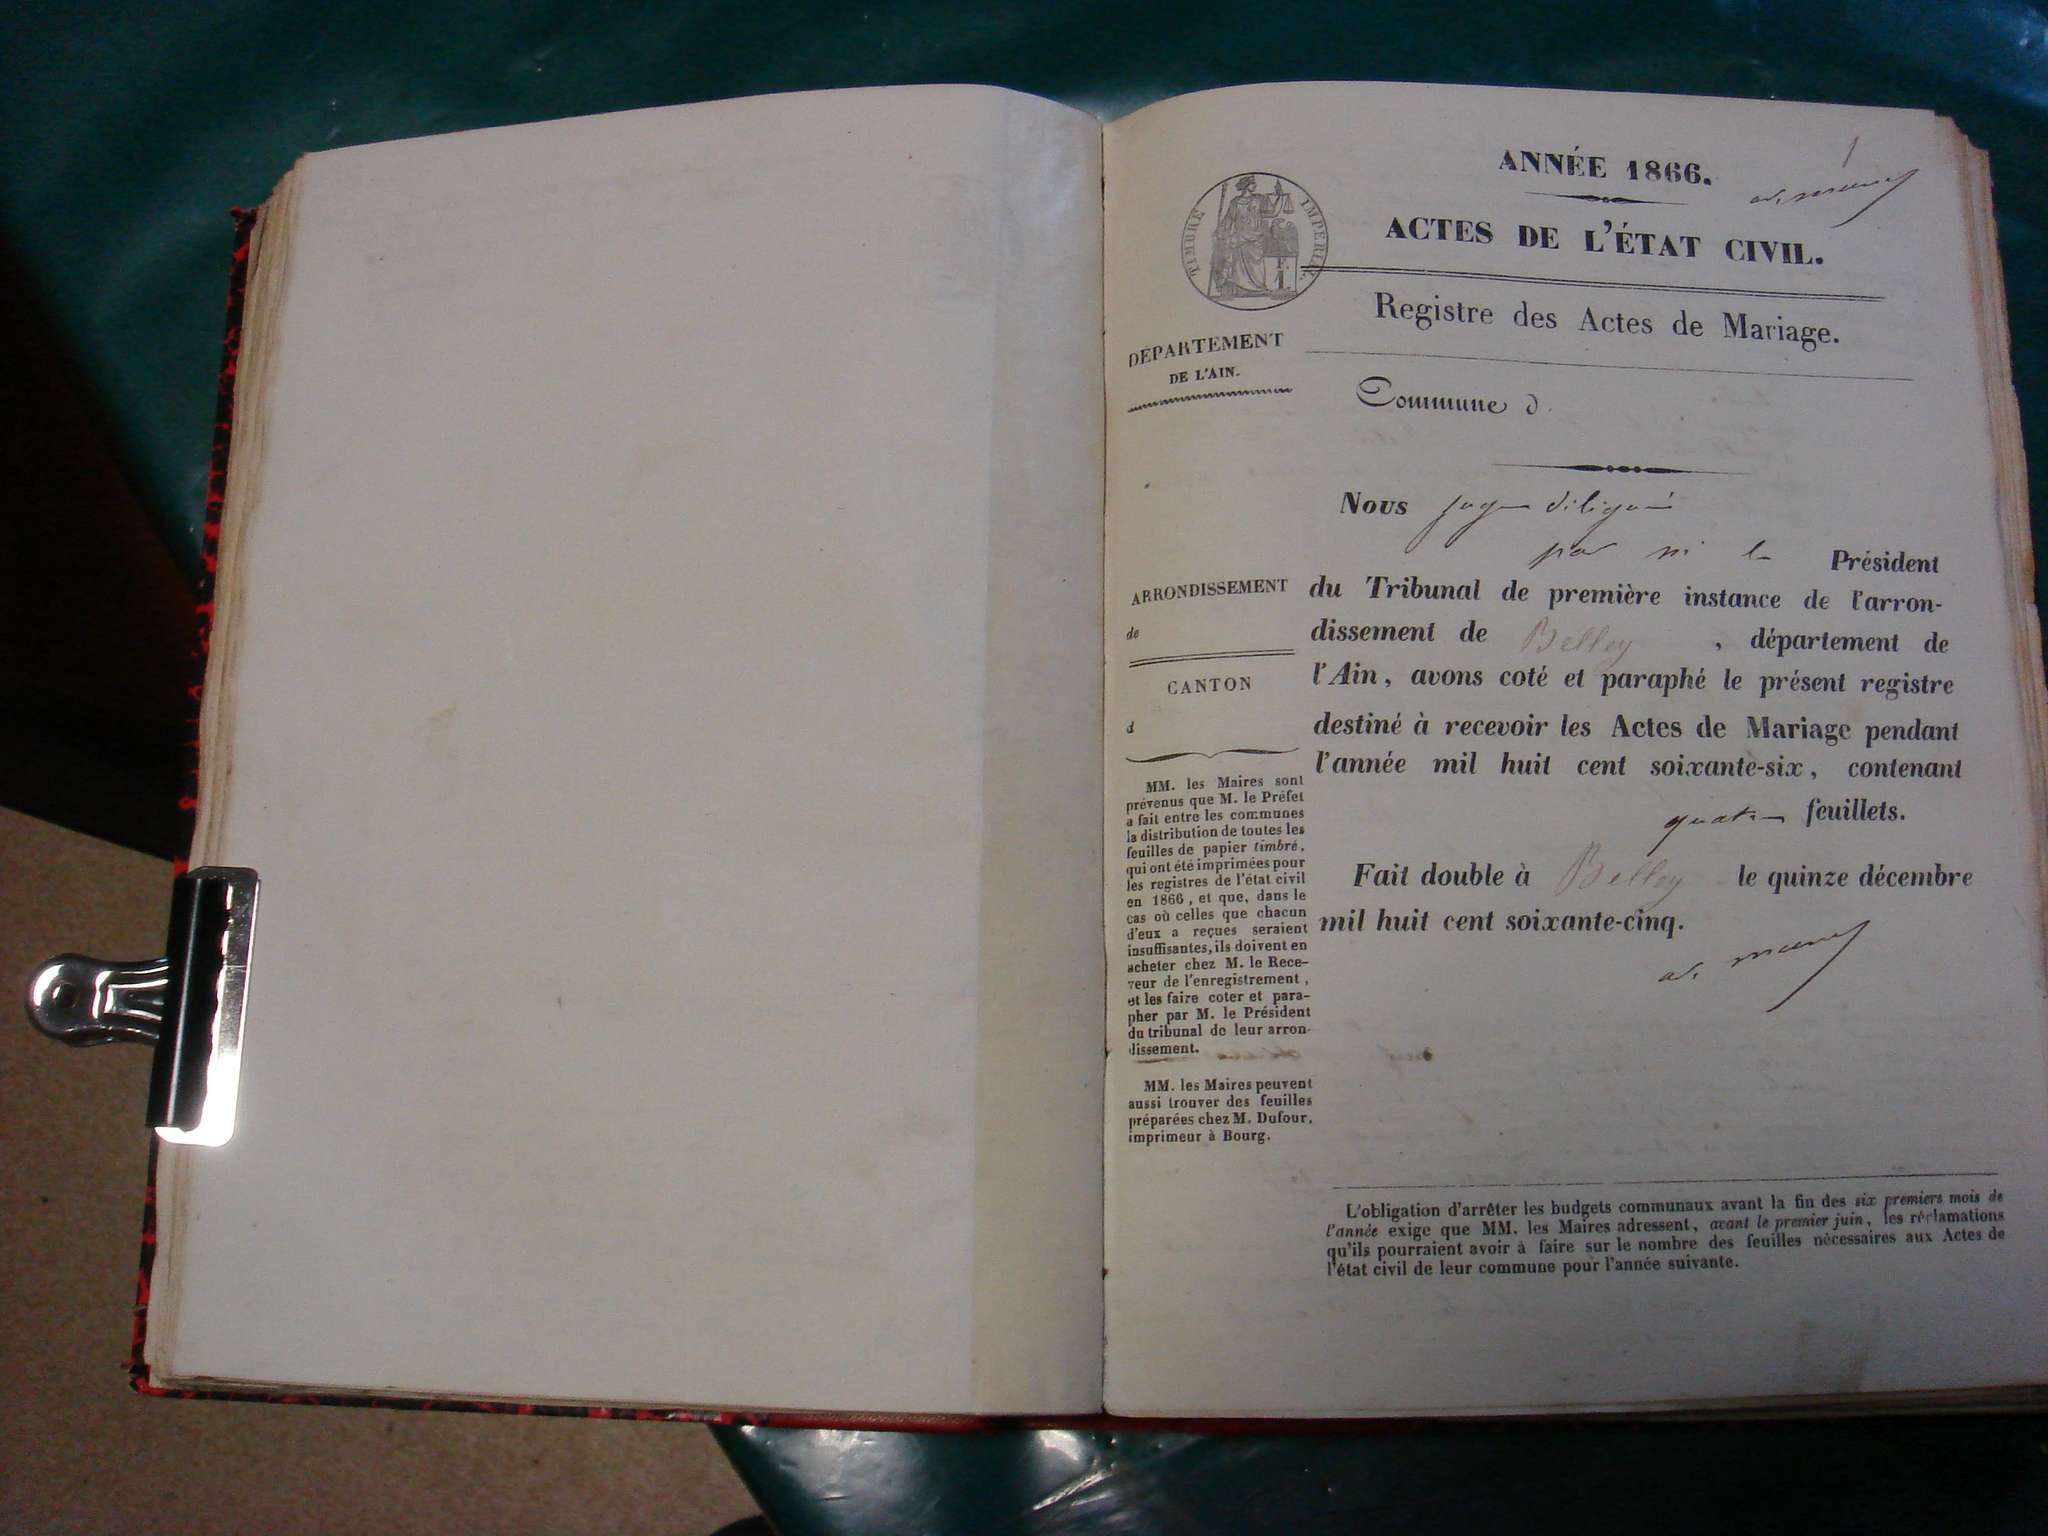 1
ANNÉE 1866.
ACTES DE L'ÉTAT CIVIL.
TIMBRE IMPERIAL
F.
1.
Registre des Actes de Mariage.
DÉPARTEMENT
DE L'AIN.
Commune d
Nous juge délégué
par m le Président
du Tribunal de première instance de l'arron-
dissement de Belley, département de
l'Ain, avons coté et paraphé le présent registre
destiné à recevoir les Actes de Mariage pendant
l'année mil huit cent soixante-six, contenant
quatre feuillets.
Fait double à Belley le quinze décembre
mil huit cent soixante-cinq.
ARRONDISSEMENT
de
CANTON
d
MM. les Maires sont
prévenus que M. le Préfet
a fait entre les communes
la distribution de toutes les
feuilles de papier timbré,
qui ont été imprimées pour
les registres de l'état civil
en 1866, et que, dans le
cas où celles que chacun
d'eux a reçues seraient
insuffisantes, ils doivent en
acheter chez M. le Rece-
veur de l'enregistrement,
et les faire coter et para-
pher par M. le Président
du tribunal de leur arron-
dissement.
MM. les Maires peuvent
aussi trouver des feuilles
préparées chez M. Dufour,
imprimeur à Bourg.
L'obligation d'arrêter les budgets communaux avant la fin des six premiers mois de
l'année exige que MM. les Maires adressent, avant le premier juin, les réclamations
qu'ils pourraient avoir à faire sur le nombre des feuilles nécessaires aux Actes de
l'état civil de leur commune pour l'année suivante.